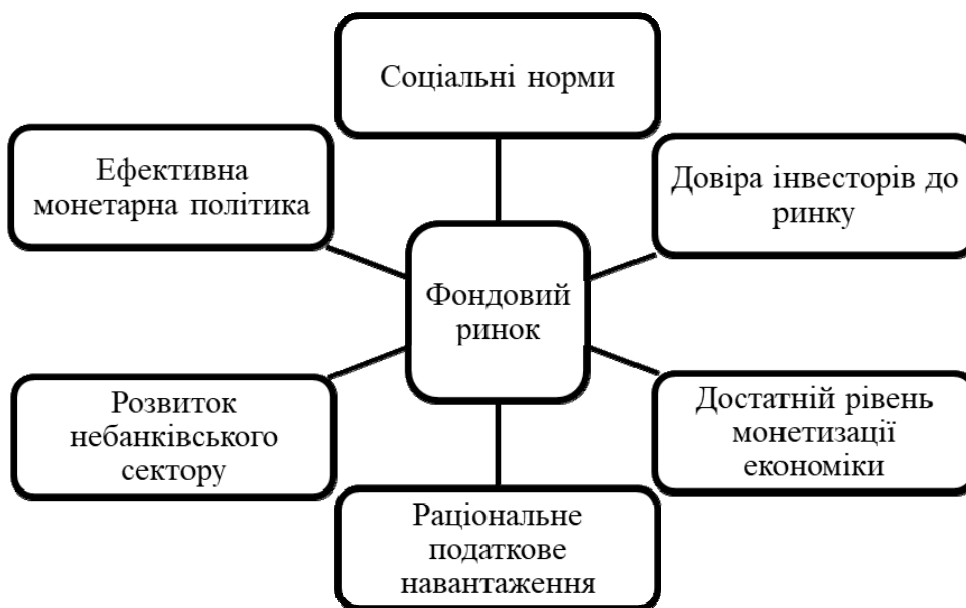 Соціальні норми
Ефективна
монетарна політика
Довіра інвесторів до
ринку
Фондовий
ринок
Розвиток
небанківського
сектору
Достатній рівень
монетизації
економіки
Раціональне
податкове
навантаження